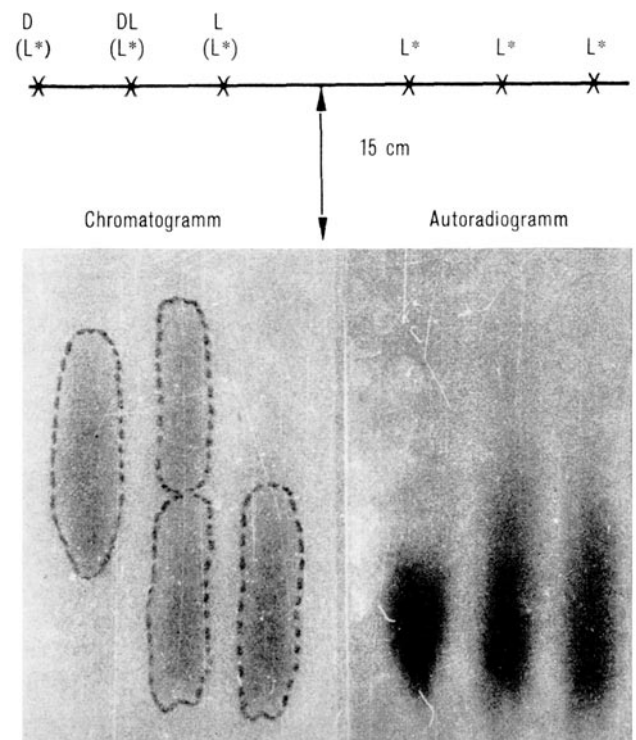 D DL L
(L*) (L*) (L*) L* L* L*
15 cm
Chromatogramm Autoradiogramm